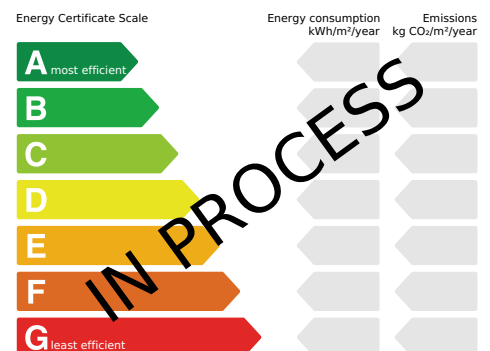 Energy Certificate Scale
Energy consumption
kWh/m²/year
Emissions
kg CO₂/m²/year
A most efficient
B
C
D
E
F
G least efficient
IN PROCESS